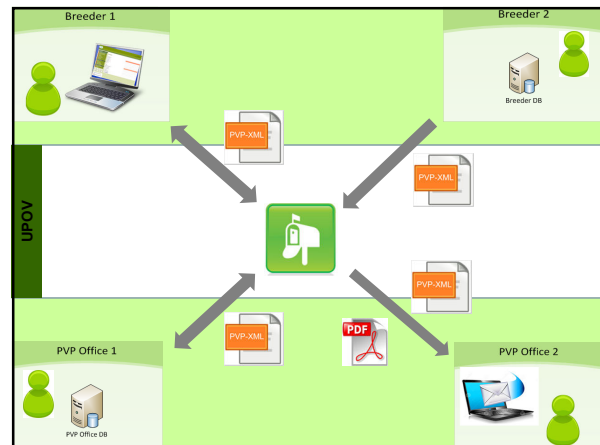 Breeder 1
Breeder 2
Breeder DB
PVP-XML
PVP-XML
UPOV
PVP-XML
PVP-XML
PDF
PVP Office 1
PVP Office 2
PVP Office DB